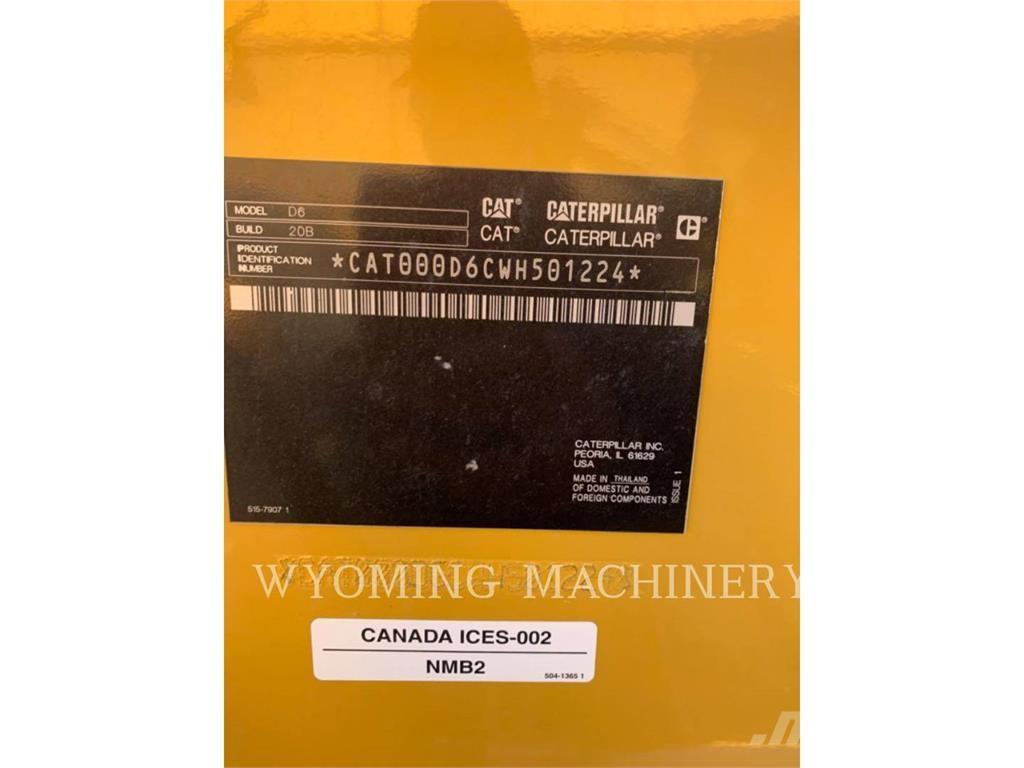 MODEL D6
BUILD 20B
CAT® CATERPILLAR®
CAT® CATERPILLAR®
PRODUCT
IDENTIFICATION
NUMBER
*CAT000D6CWH501224*
CATERPILLAR INC.
PEORIA, IL 61629
USA
MADE IN THAILAND
OF DOMESTIC AND
FOREIGN COMPONENTS
ISSUE 1
515-7907 1
WYOMING MACHINERY
CANADA ICES-002
NMB2
504-1365 1